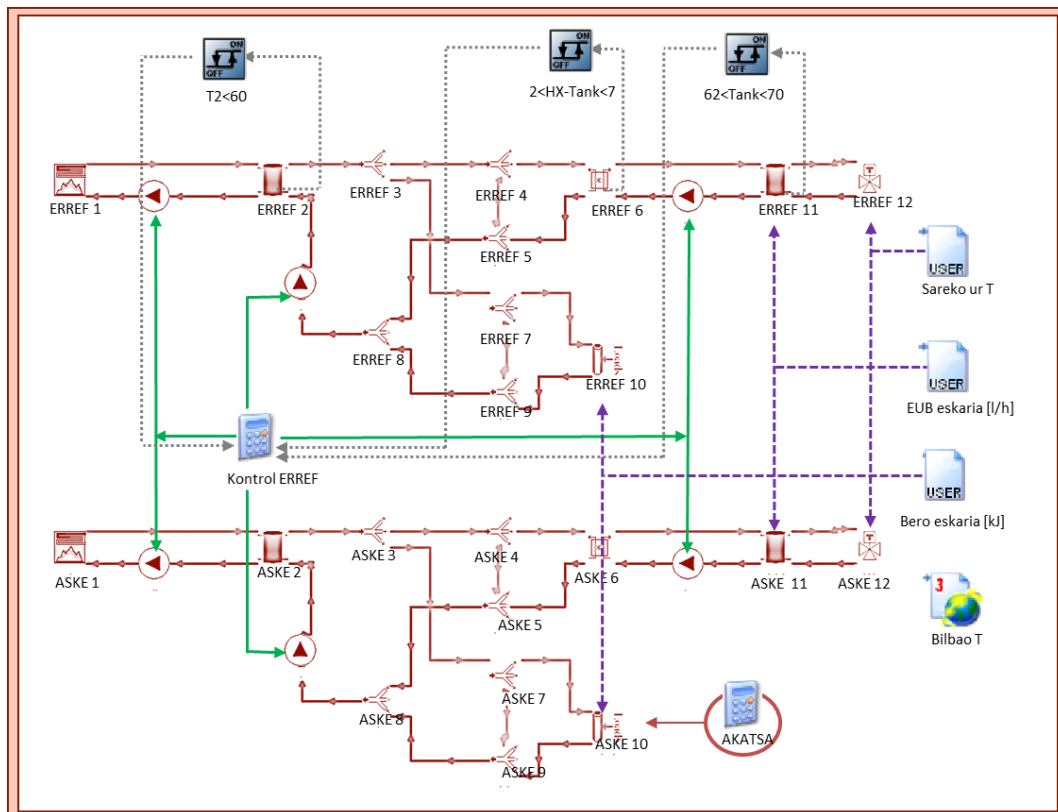 ON
OFF
T2<60
ON
OFF
2<HX-Tank<7
ON
OFF
62<Tank<70
ERREF 1
ERREF 2
ERREF 3
ERREF 4
ERREF 5
ERREF 6
ERREF 11
T
ERREF 12
USER
Sareko ur T
ERREF 7
ERREF 8
ERREF 9
ERREF 10
USER
EUB eskaria [l/h]
Kontrol ERREF
USER
Bero eskaria [kJ]
ASKE 1
ASKE 2
ASKE 3
ASKE 4
ASKE 5
ASKE 6
ASKE 11
T
ASKE 12
3
Bilbao T
ASKE 7
ASKE 8
ASKE 9
ASKE 10
AKATSA